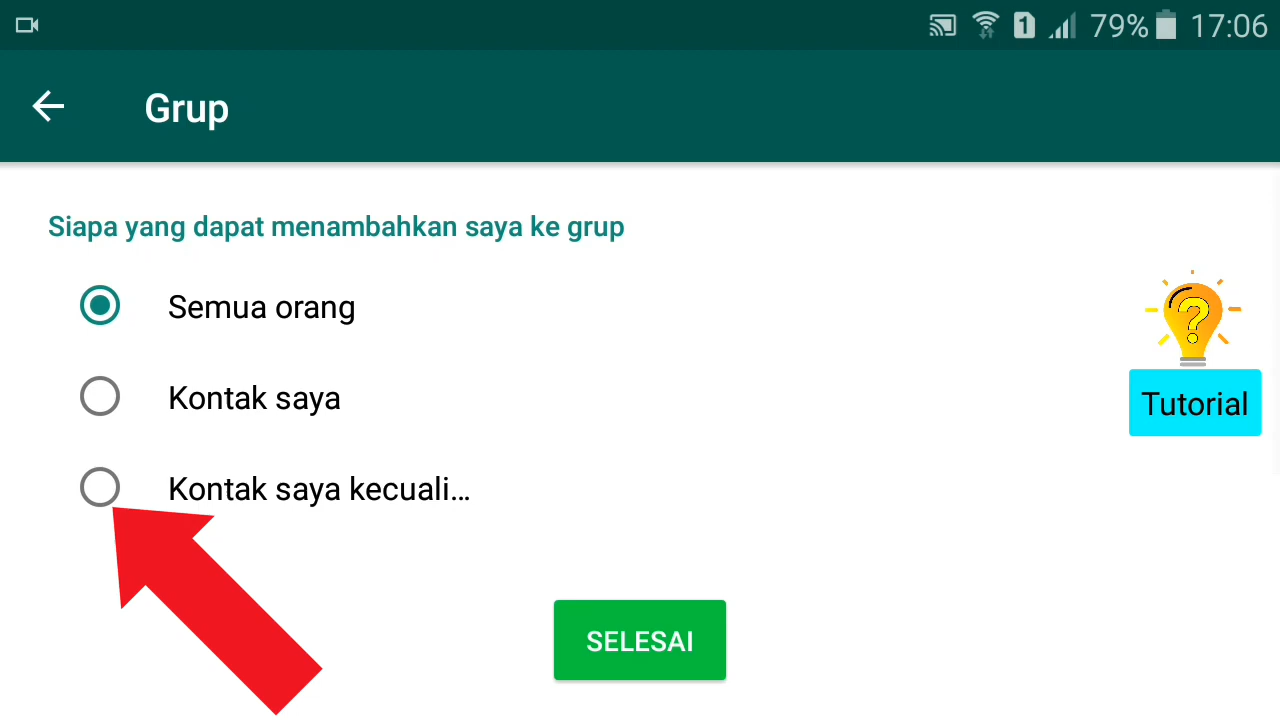 1 79% 17:06
Grup
Siapa yang dapat menambahkan saya ke grup
Semua orang
?
Kontak saya
Tutorial
Kontak saya kecuali...
SELESAI